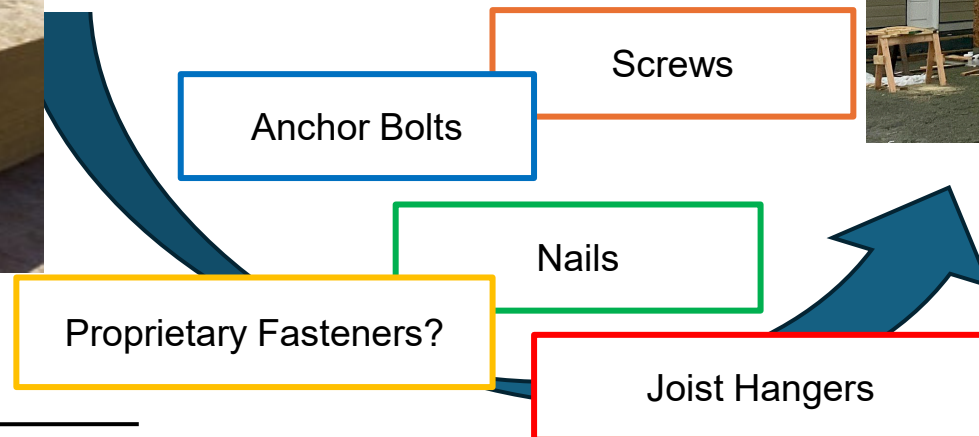 Screws
Anchor Bolts
Nails
Proprietary Fasteners?
Joist Hangers